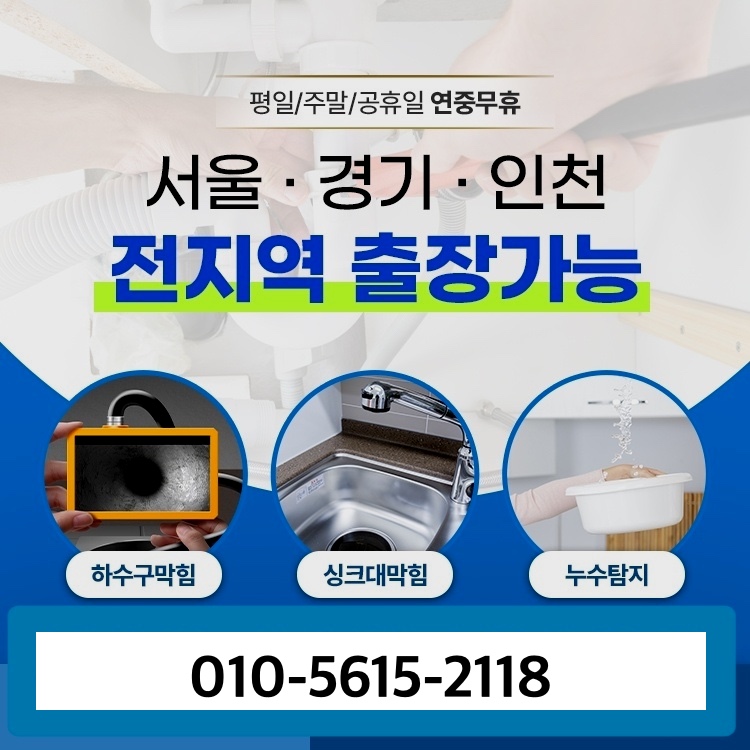 평일/주말/공휴일 연중무휴
서울 · 경기 · 인천
전지역 출장가능
하수구막힘
싱크대막힘
누수탐지
010-5615-2118